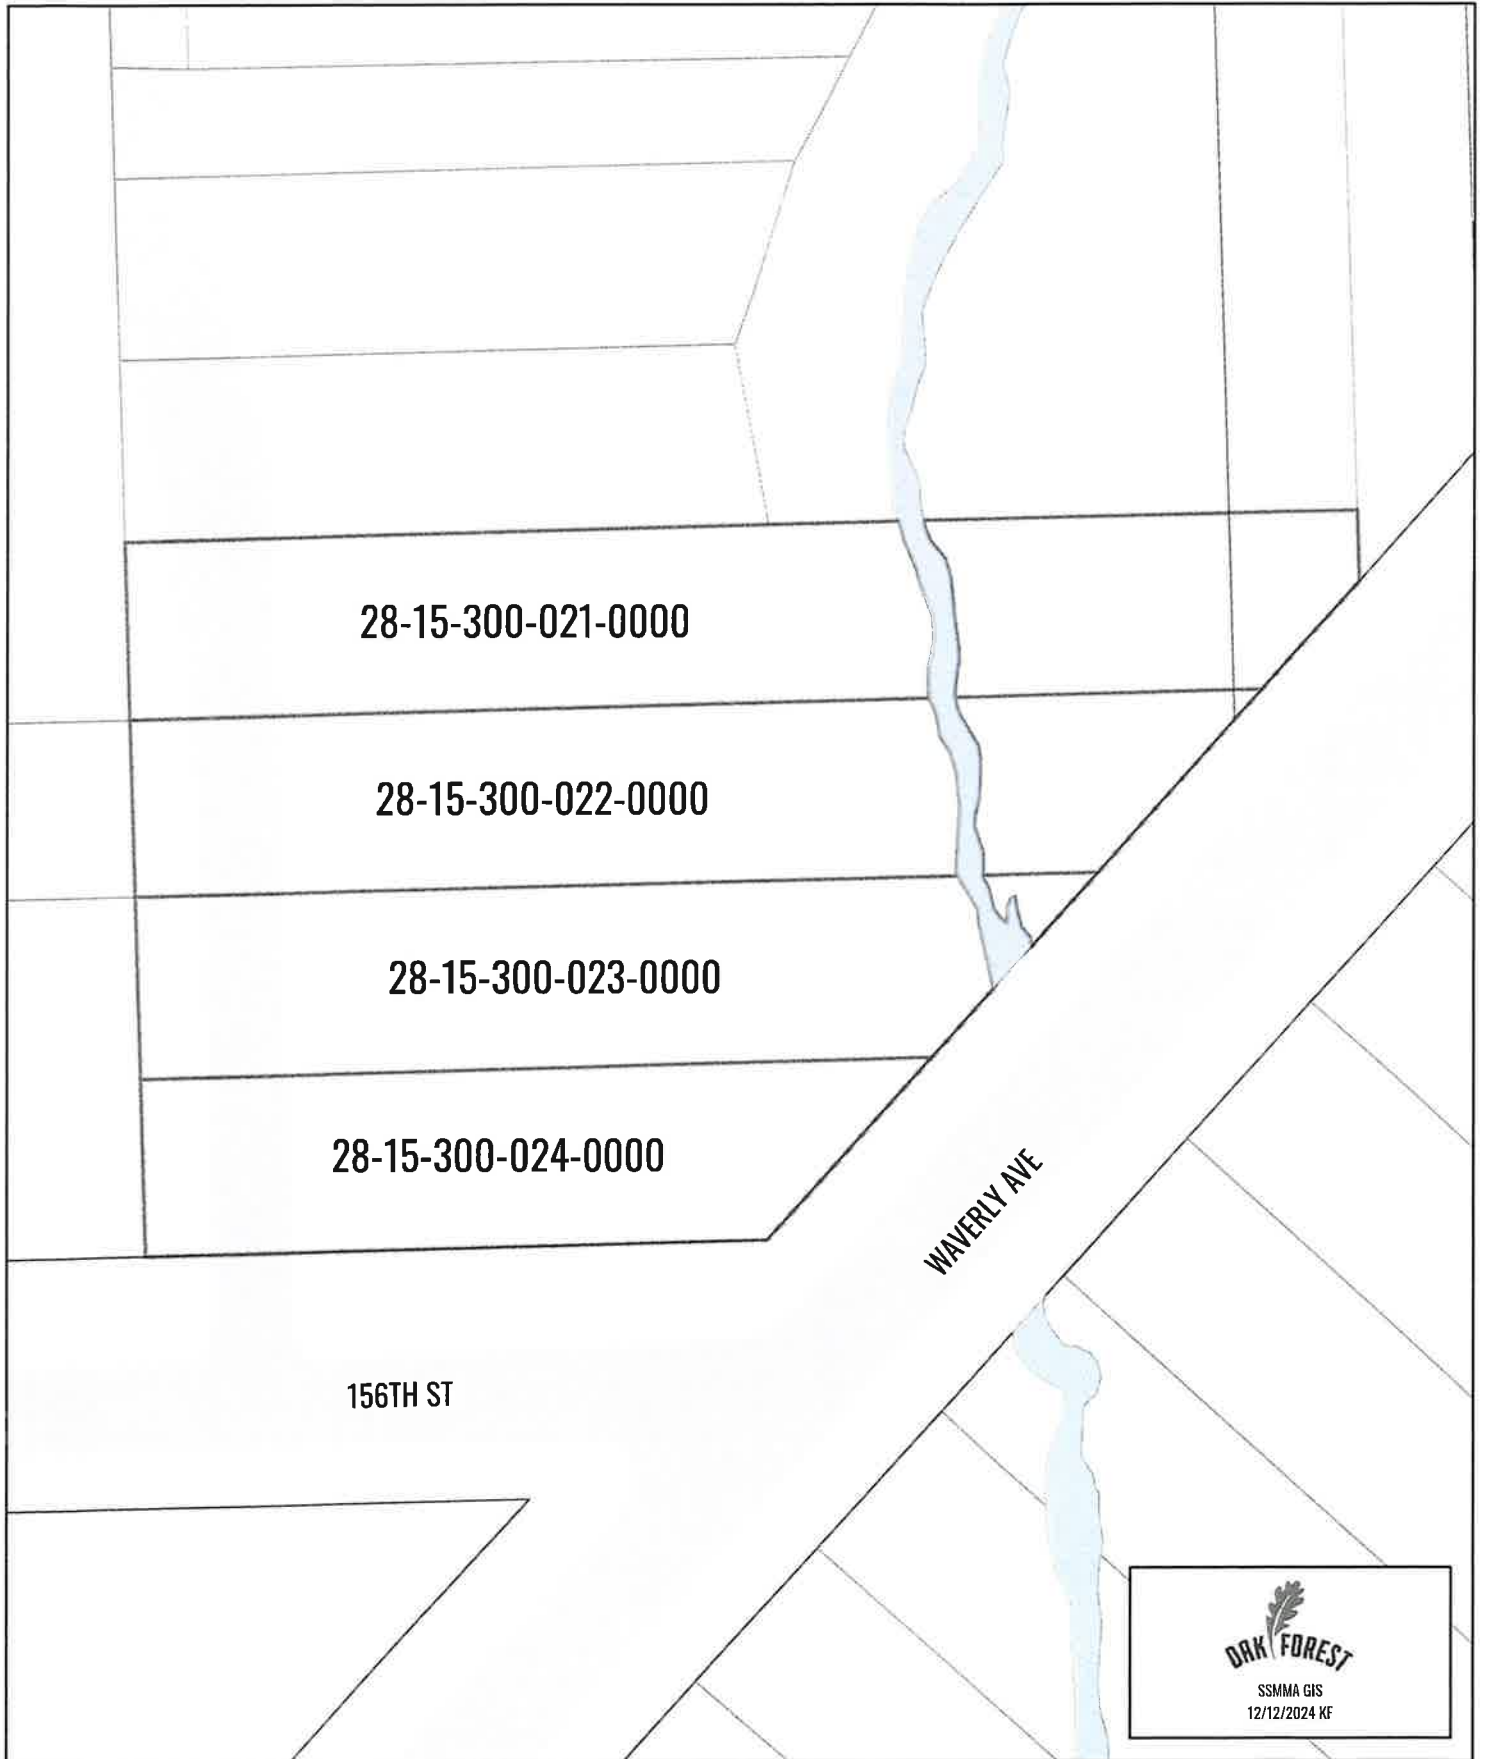 28-15-300-021-0000
28-15-300-022-0000
28-15-300-023-0000
28-15-300-024-0000
WAVERLY AVE
156TH ST
OAK FOREST
SSMMA GIS
12/12/2024 KF